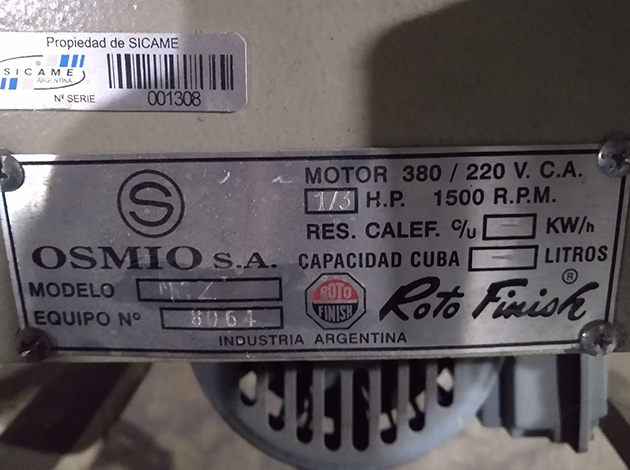 Propiedad de SICAME
SICAME
ARGENTINA
Nº SERIE 001308
S
OSMIO S.A.
MODELO
EQUIPO Nº 8064
MOTOR 380 / 220 V. C.A.
1/3 H.P. 1500 R.P.M.
RES. CALEF. c/u - KW/h
CAPACIDAD CUBA - LITROS
ROTO FINISH
Roto Finish ®
INDUSTRIA ARGENTINA